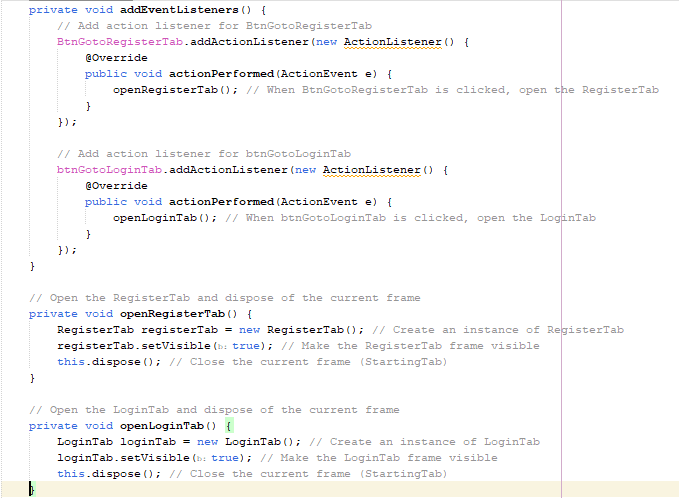 private void addEventListeners() {
// Add action listener for BtnGotoRegisterTab
BtnGotoRegisterTab.addActionListener(new ActionListener() {
@Override
public void actionPerformed(ActionEvent e) {
openRegisterTab(); // When BtnGotoRegisterTab is clicked, open the RegisterTab
}
});
// Add action listener for btnGotoLoginTab
btnGotoLoginTab.addActionListener(new ActionListener() {
@Override
public void actionPerformed(ActionEvent e) {
openLoginTab(); // When btnGotoLoginTab is clicked, open the LoginTab
}
});
}
// Open the RegisterTab and dispose of the current frame
private void openRegisterTab() {
RegisterTab registerTab = new RegisterTab(); // Create an instance of RegisterTab
registerTab.setVisible(b: true); // Make the RegisterTab frame visible
this.dispose(); // Close the current frame (StartingTab)
}
// Open the LoginTab and dispose of the current frame
private void openLoginTab() {
LoginTab loginTab = new LoginTab(); // Create an instance of LoginTab
loginTab.setVisible(b: true); // Make the LoginTab frame visible
this.dispose(); // Close the current frame (StartingTab)
}